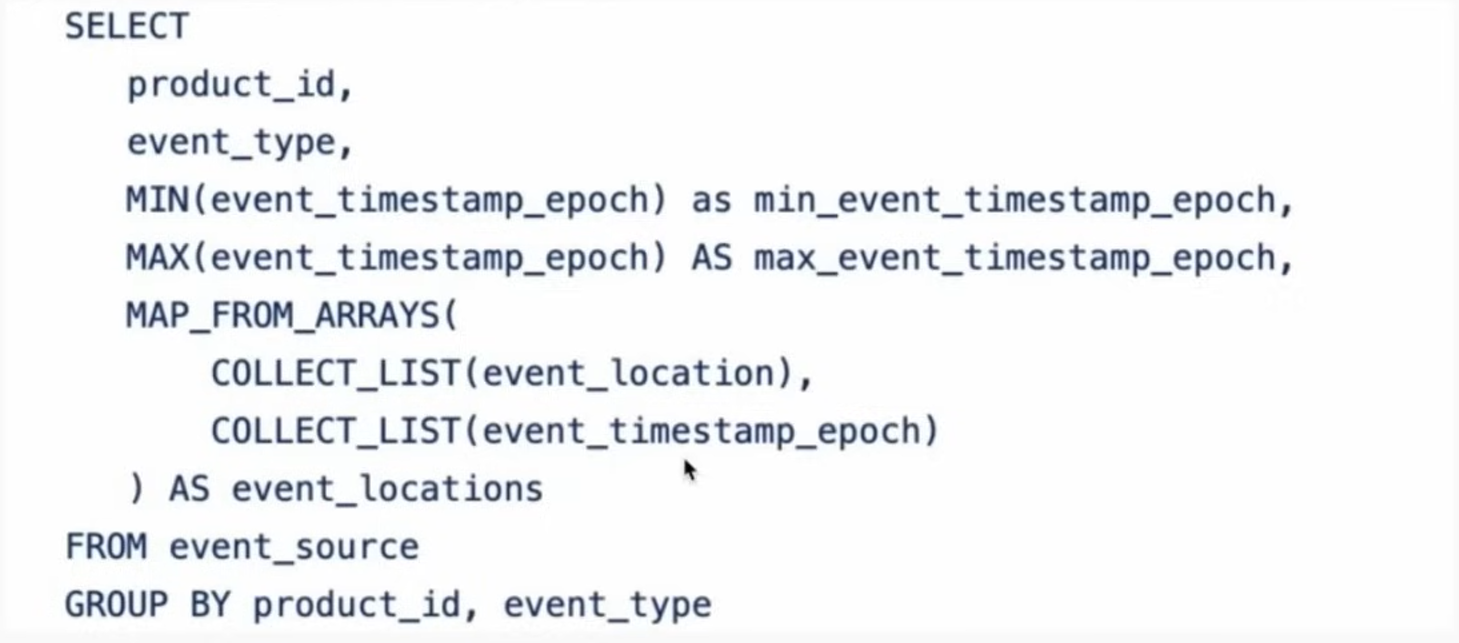 SELECT
product_id,
event_type,
MIN(event_timestamp_epoch) as min_event_timestamp_epoch,
MAX(event_timestamp_epoch) AS max_event_timestamp_epoch,
MAP_FROM_ARRAYS(
COLLECT_LIST(event_location),
COLLECT_LIST(event_timestamp_epoch)
) AS event_locations
FROM event_source
GROUP BY product_id, event_type